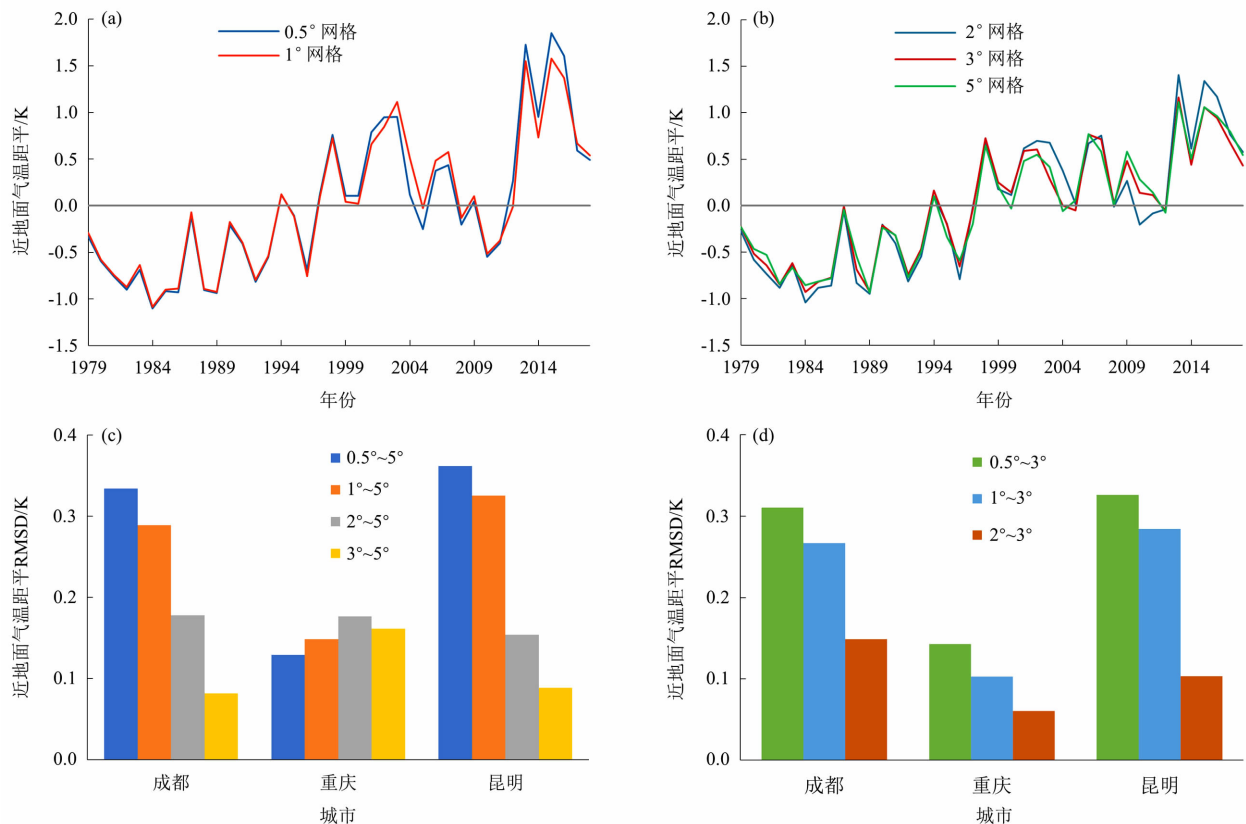 (a)
0.5° 网格
1° 网格
近地面气温距平/K
2.0
1.5
1.0
0.5
0.0
-0.5
-1.0
-1.5
1979 1984 1989 1994 1999 2004 2009 2014
年份
(b)
2° 网格
3° 网格
5° 网格
近地面气温距平/K
2.0
1.5
1.0
0.5
0.0
-0.5
-1.0
-1.5
1979 1984 1989 1994 1999 2004 2009 2014
年份
(c)
0.5°~5°
1°~5°
2°~5°
3°~5°
近地面气温距平RMSD/K
0.4
0.3
0.2
0.1
0.0
成都 重庆 昆明
城市
(d)
0.5°~3°
1°~3°
2°~3°
近地面气温距平RMSD/K
0.4
0.3
0.2
0.1
0.0
成都 重庆 昆明
城市